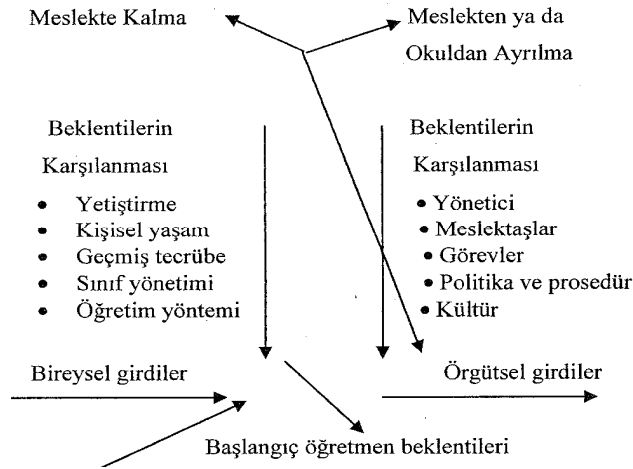 Meslekte Kalma
Meslekten ya da
Okuldan Ayrılma
Beklentilerin
Karşılanması
• Yetiştirme
• Kişisel yaşam
• Geçmiş tecrübe
• Sınıf yönetimi
• Öğretim yöntemi
Beklentilerin
Karşılanması
• Yönetici
• Meslektaşlar
• Görevler
• Politika ve prosedür
• Kültür
Bireysel girdiler
Örgütsel girdiler
Başlangıç öğretmen beklentileri